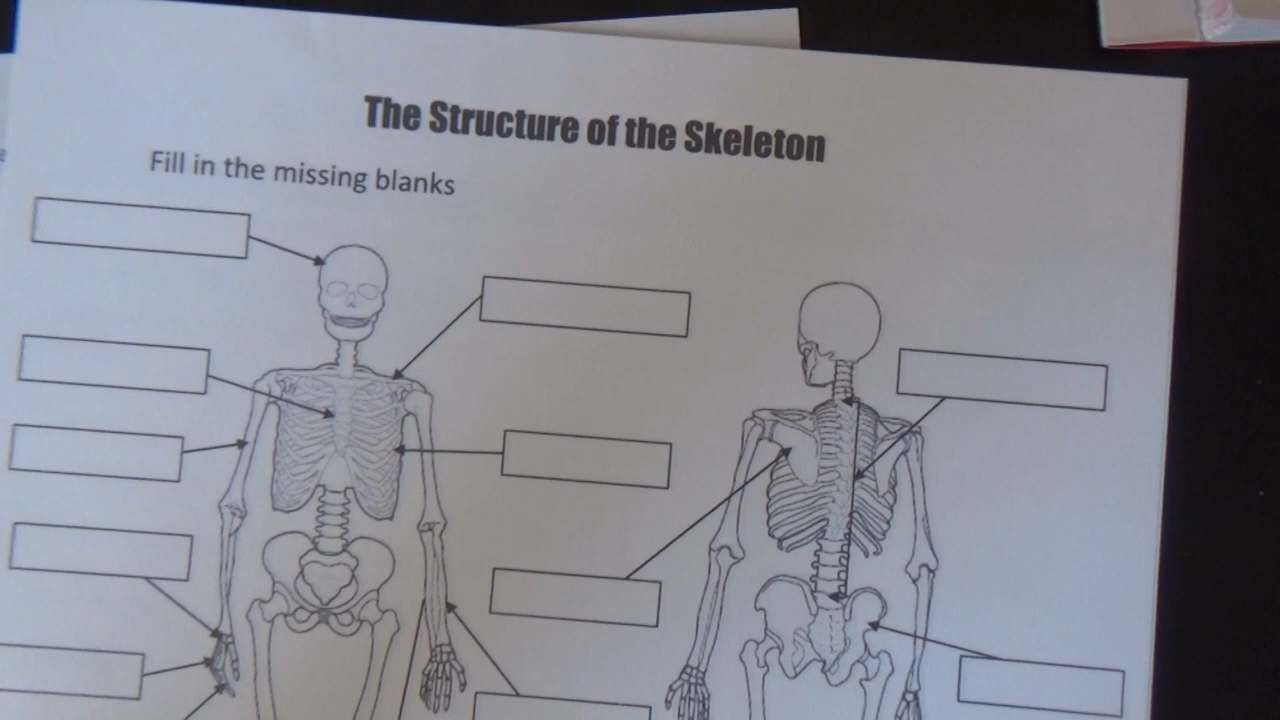 The Structure of the Skeleton
Fill in the missing blanks